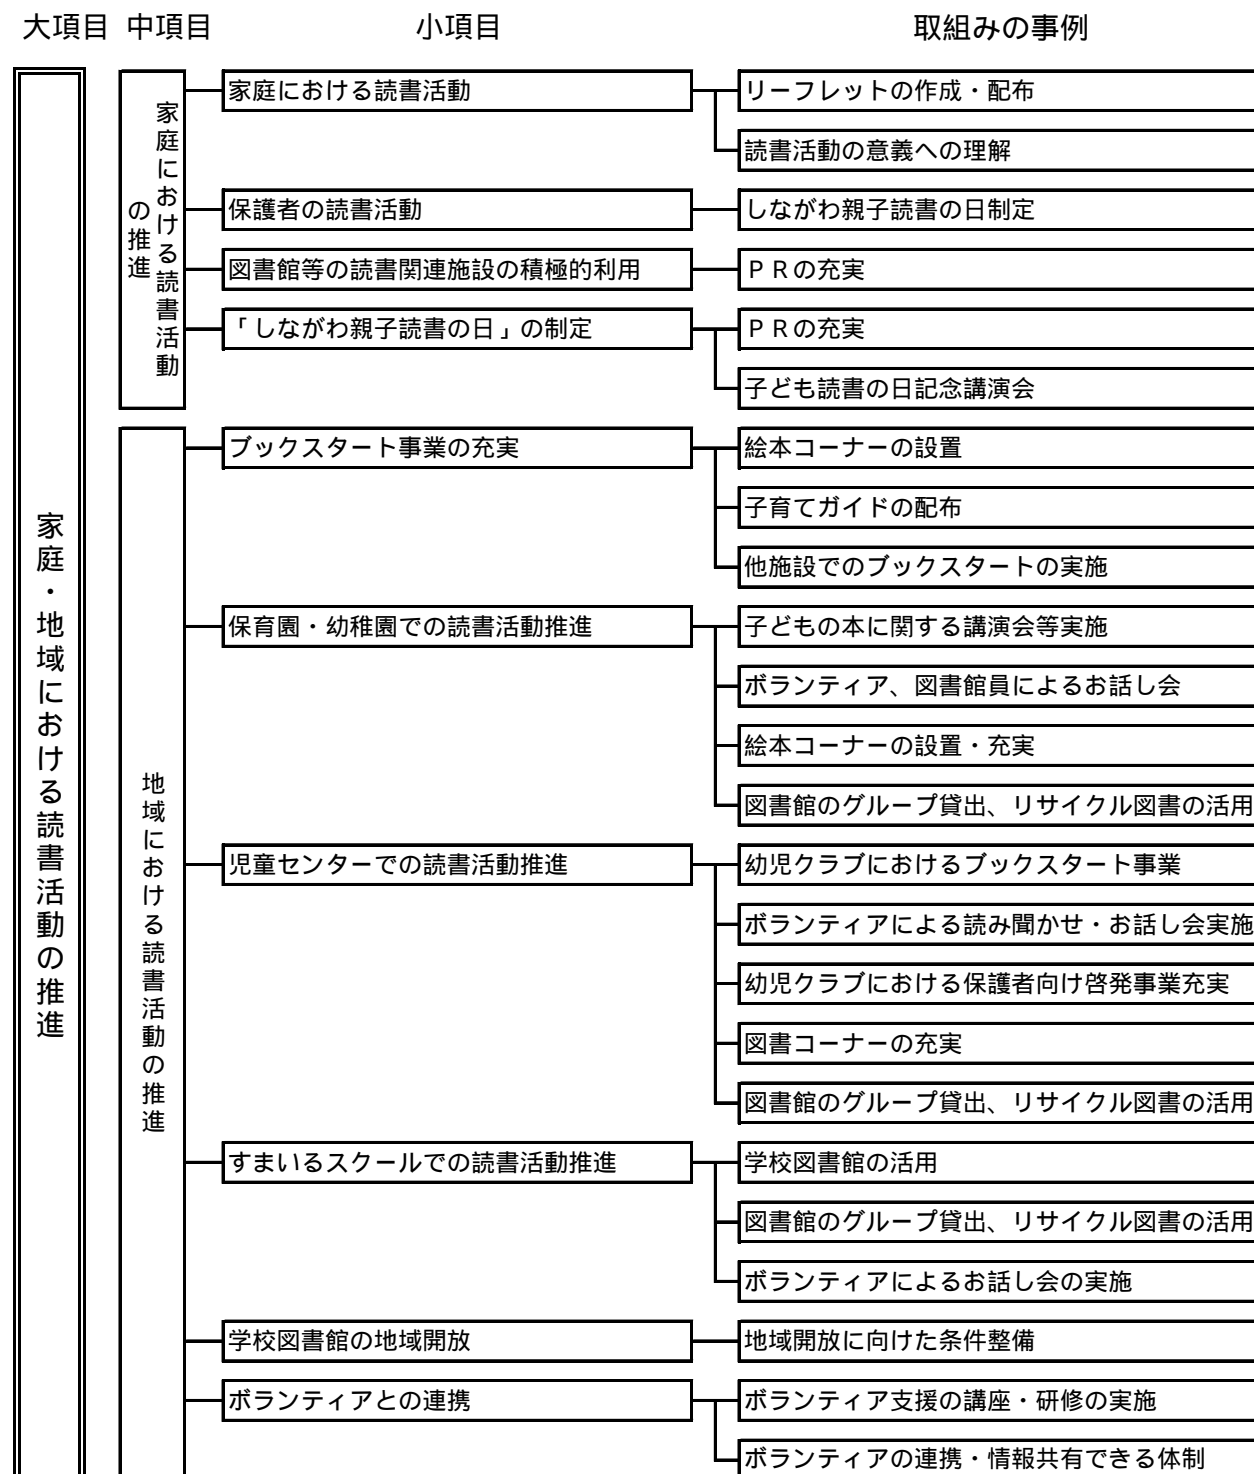 大項目 中項目 小項目 取組みの事例
家庭・地域における読書活動の推進
家庭における読書活動
の推進
家庭における読書活動
リーフレットの作成・配布
読書活動の意義への理解
保護者の読書活動
しながわ親子読書の日制定
図書館等の読書関連施設の積極的利用
ＰＲの充実
「しながわ親子読書の日」の制定
ＰＲの充実
子ども読書の日記念講演会
地域における読書活動の推進
ブックスタート事業の充実
絵本コーナーの設置
子育てガイドの配布
他施設でのブックスタートの実施
保育園・幼稚園での読書活動推進
子どもの本に関する講演会等実施
ボランティア、図書館員によるお話し会
絵本コーナーの設置・充実
図書館のグループ貸出、リサイクル図書の活用
児童センターでの読書活動推進
幼児クラブにおけるブックスタート事業
ボランティアによる読み聞かせ・お話し会実施
幼児クラブにおける保護者向け啓発事業充実
図書コーナーの充実
図書館のグループ貸出、リサイクル図書の活用
すまいるスクールでの読書活動推進
学校図書館の活用
図書館のグループ貸出、リサイクル図書の活用
ボランティアによるお話し会の実施
学校図書館の地域開放
地域開放に向けた条件整備
ボランティアとの連携
ボランティア支援の講座・研修の実施
ボランティアの連携・情報共有できる体制